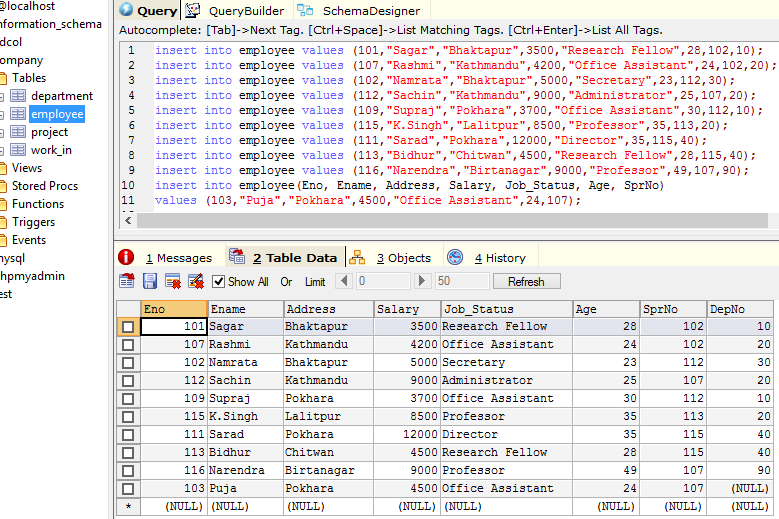 @localhost
nformation_schema
dcol
ompany
Tables
department
employee
project
work_in
Views
Stored Procs
Functions
Triggers
Events
nysql
hpmyadmin
est
Query QueryBuilder SchemaDesigner
Autocomplete: [Tab]->Next Tag. [Ctrl+Space]->List Matching Tags. [Ctrl+Enter]->List All Tags.
1 insert into employee values (101,"Sagar","Bhaktapur",3500,"Research Fellow",28,102,10);
2 insert into employee values (107,"Rashmi","Kathmandu",4200,"Office Assistant",24,102,20);
3 insert into employee values (102,"Namrata","Bhaktapur",5000,"Secretary",23,112,30);
4 insert into employee values (112,"Sachin","Kathmandu",9000,"Administrator",25,107,20);
5 insert into employee values (109,"Supraj","Pokhara",3700,"Office Assistant",30,112,10);
6 insert into employee values (115,"K.Singh","Lalitpur",8500,"Professor",35,113,20);
7 insert into employee values (111,"Sarad","Pokhara",12000,"Director",35,115,40);
8 insert into employee values (113,"Bidhur","Chitwan",4500,"Research Fellow",28,115,40);
9 insert into employee values (116,"Narendra","Birtanagar",9000,"Professor",49,107,90);
10 insert into employee(Eno, Ename, Address, Salary, Job_Status, Age, SprNo)
11 values (103,"Puja","Pokhara",4500,"Office Assistant",24,107);
1 Messages 2 Table Data 3 Objects 4 History
Show All Or Limit 0 50 Refresh
Eno Ename Address Salary Job_Status Age SprNo DepNo
101 Sagar Bhaktapur 3500 Research Fellow 28 102 10
107 Rashmi Kathmandu 4200 Office Assistant 24 102 20
102 Namrata Bhaktapur 5000 Secretary 23 112 30
112 Sachin Kathmandu 9000 Administrator 25 107 20
109 Supraj Pokhara 3700 Office Assistant 30 112 10
115 K.Singh Lalitpur 8500 Professor 35 113 20
111 Sarad Pokhara 12000 Director 35 115 40
113 Bidhur Chitwan 4500 Research Fellow 28 115 40
116 Narendra Birtanagar 9000 Professor 49 107 90
103 Puja Pokhara 4500 Office Assistant 24 107 (NULL)
* (NULL) (NULL) (NULL) (NULL) (NULL) (NULL) (NULL) (NULL)